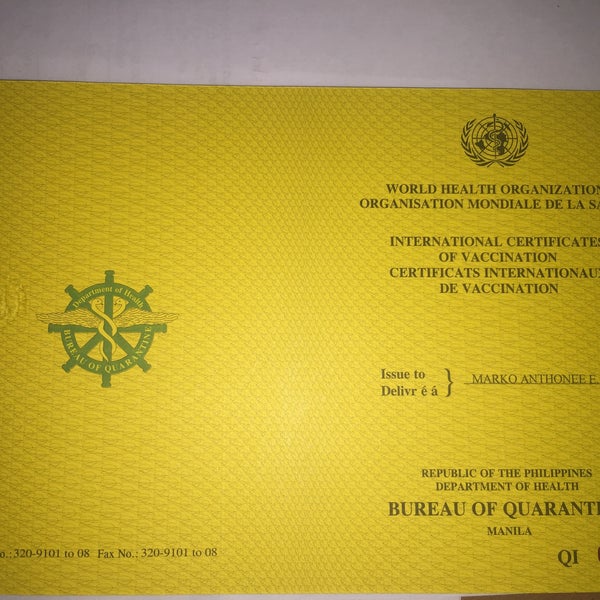 WORLD HEALTH ORGANIZATION
ORGANISATION MONDIALE DE LA
INTERNATIONAL CERTIFICATES
OF VACCINATION
CERTIFICATS INTERNATIONAUX
DE VACCINATION
Department of Health
BUREAU OF QUARANTINE
Issue to
Delivr é á } MARKO ANTHONEE E.
REPUBLIC OF THE PHILIPPINES
DEPARTMENT OF HEALTH
BUREAU OF QUARANTI
MANILA
o.: 320-9101 to 08 Fax No.: 320-9101 to 08
QI